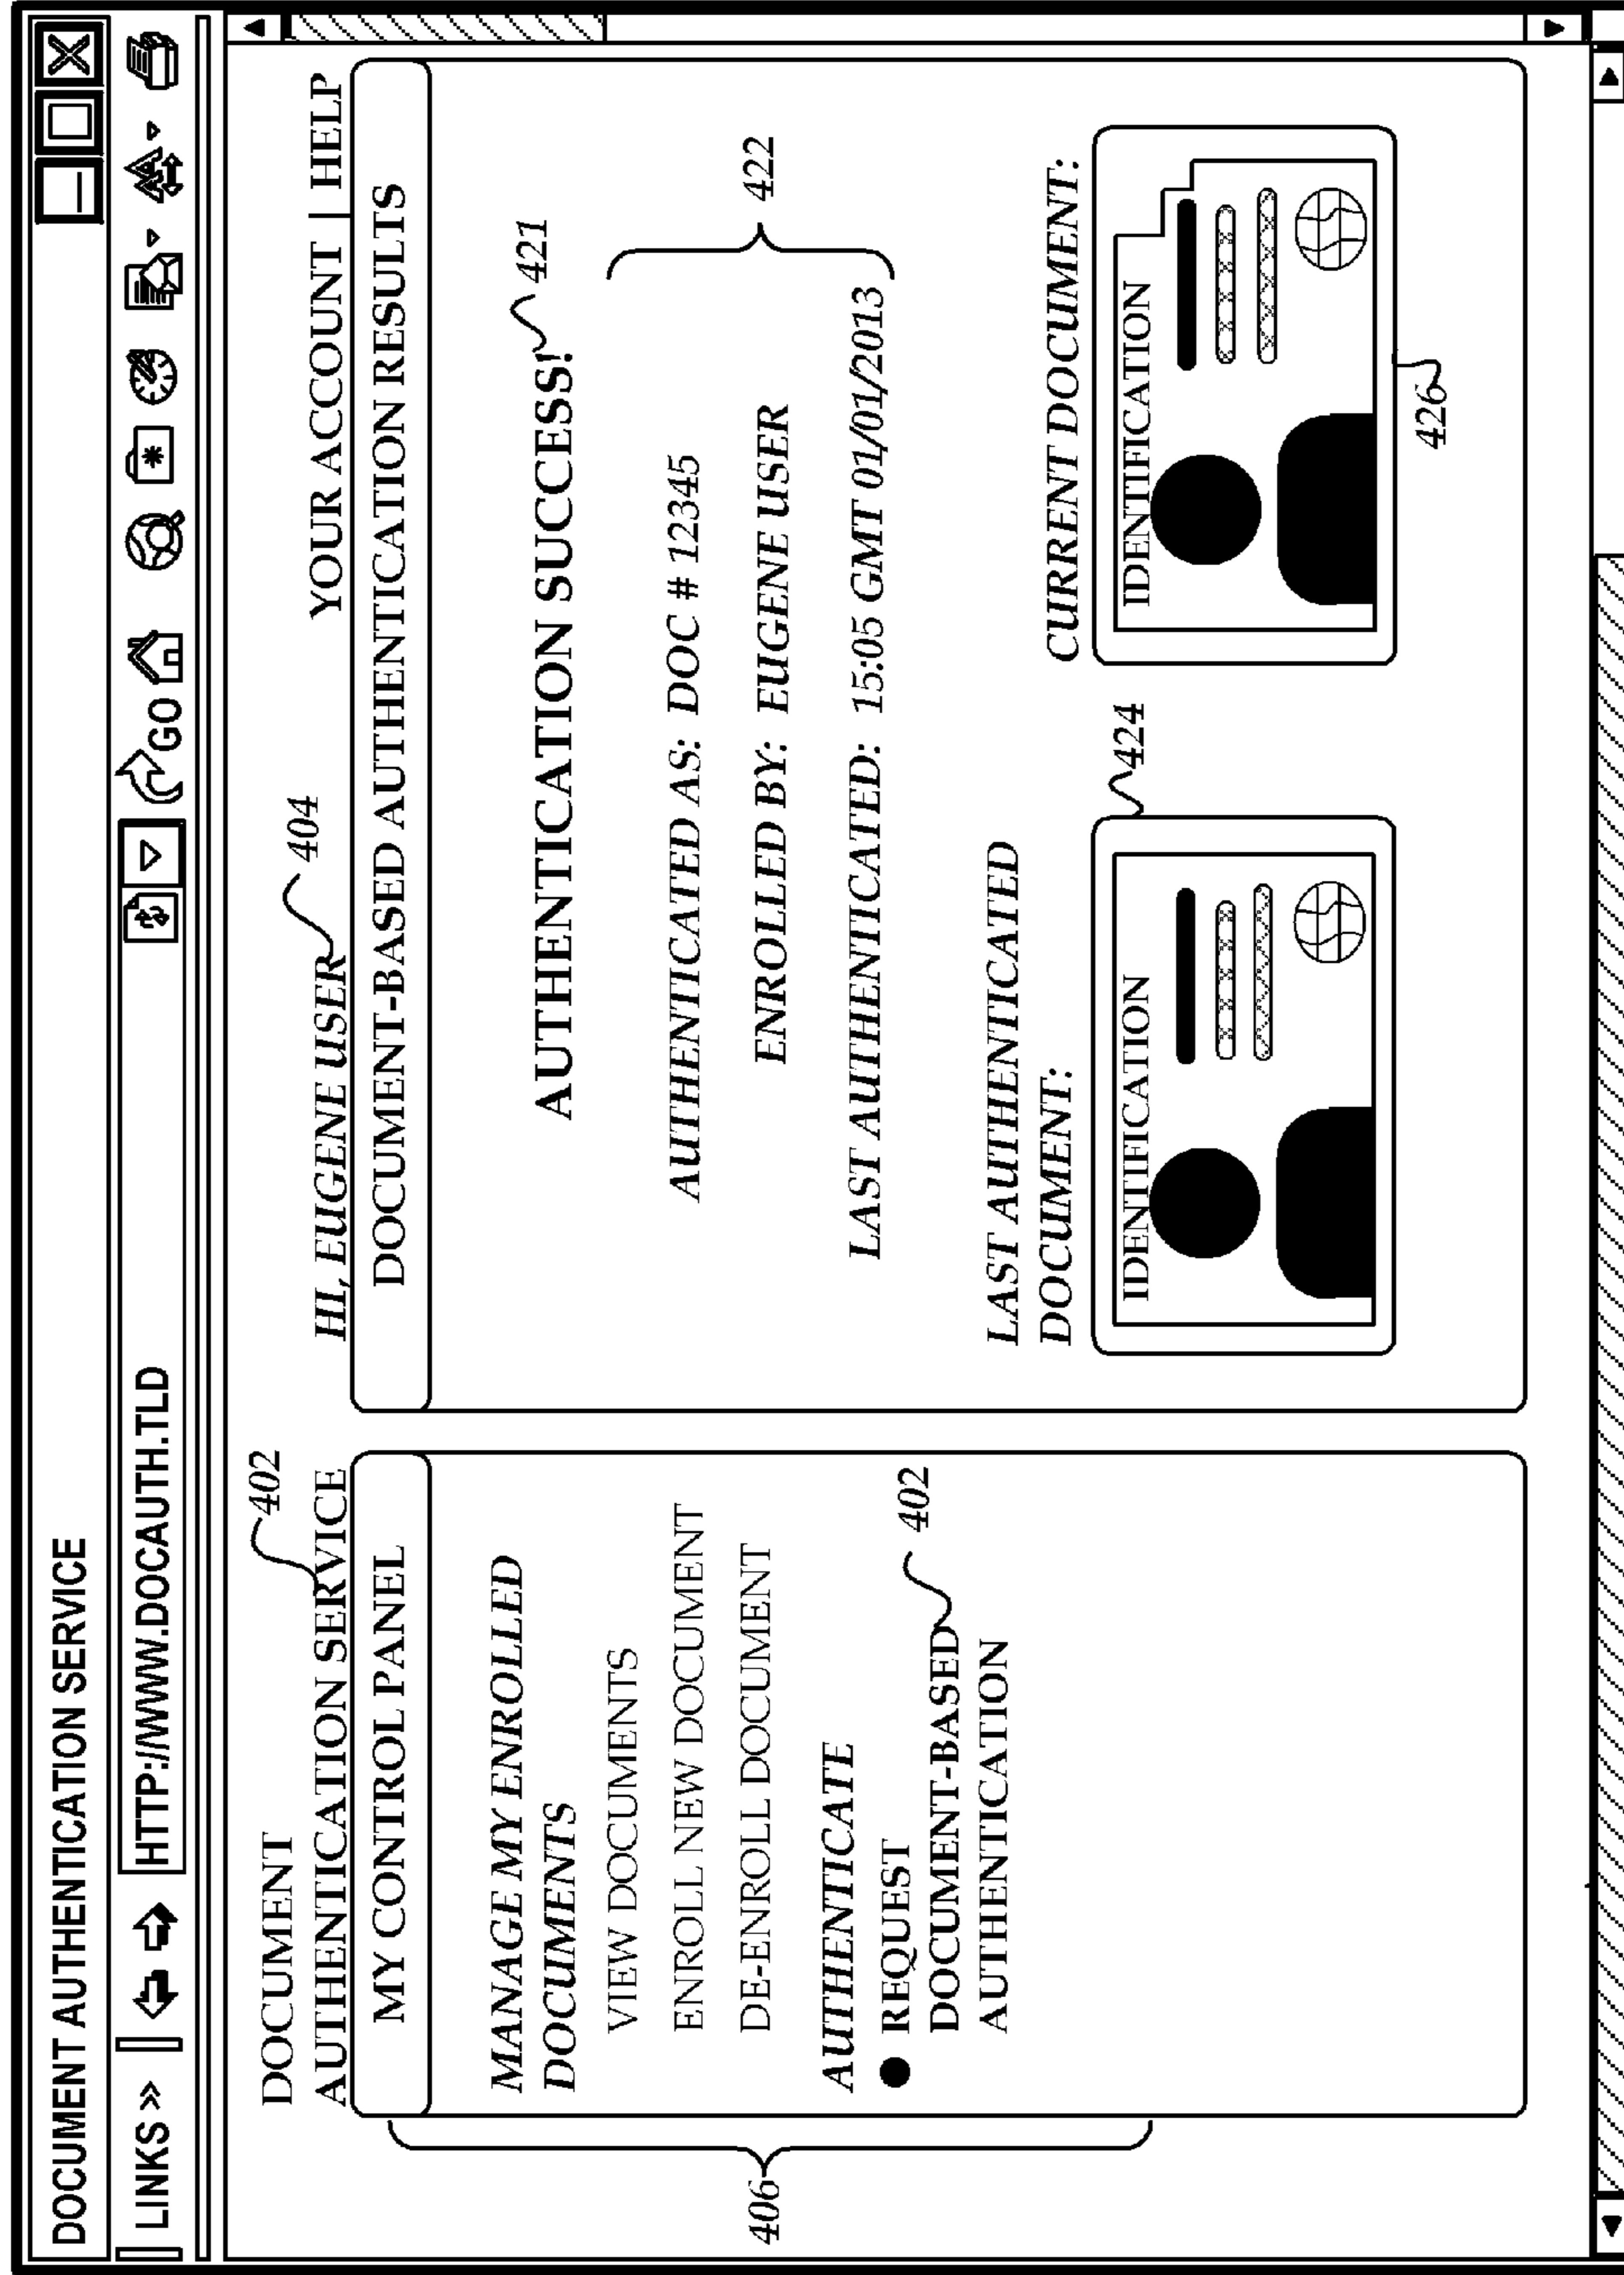 DOCUMENT AUTHENTICATION SERVICE
LINKS »
HTTP://WWW.DOCAUTH.TLD
GO
DOCUMENT
AUTHENTICATION SERVICE
402
HI, EUGENE USER
404
YOUR ACCOUNT | HELP
MY CONTROL PANEL
MANAGE MY ENROLLED
DOCUMENTS
VIEW DOCUMENTS
ENROLL NEW DOCUMENT
DE-ENROLL DOCUMENT
AUTHENTICATE
● REQUEST
DOCUMENT-BASED
AUTHENTICATION
402
406
DOCUMENT-BASED AUTHENTICATION RESULTS
AUTHENTICATION SUCCESS!
421
AUTHENTICATED AS: DOC # 12345
ENROLLED BY: EUGENE USER
LAST AUTHENTICATED: 15:05 GMT 01/01/2013
422
LAST AUTHENTICATED
DOCUMENT:
IDENTIFICATION
424
CURRENT DOCUMENT:
IDENTIFICATION
426